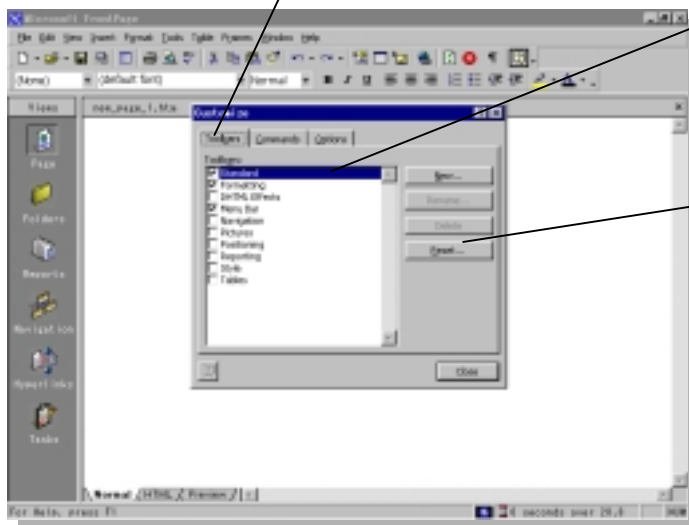 Microsoft FrontPage
File Edit View Insert Format Tools Table Frames Window Help
(None) (default font) Normal B I U
Views new_page_1.htm
Customize
Toolbars Commands Options
Toolbars:
Standard
Formatting
DHTML Effects
Menu Bar
Navigation
Pictures
Positioning
Reporting
Style
Tables
New...
Rename...
Delete
Reset...
Close
Page
Folders
Reports
Navigation
Hyperlinks
Tasks
Normal HTML Preview
For Help, press F1
seconds over 28.8
NUM